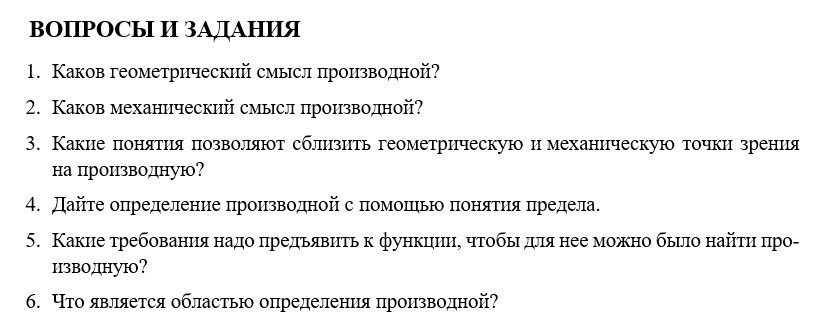 ВОПРОСЫ И ЗАДАНИЯ
1. Каков геометрический смысл производной?
2. Каков механический смысл производной?
3. Какие понятия позволяют сблизить геометрическую и механическую точки зрения
на производную?
4. Дайте определение производной с помощью понятия предела.
5. Какие требования надо предъявить к функции, чтобы для нее можно было найти про-
изводную?
6. Что является областью определения производной?